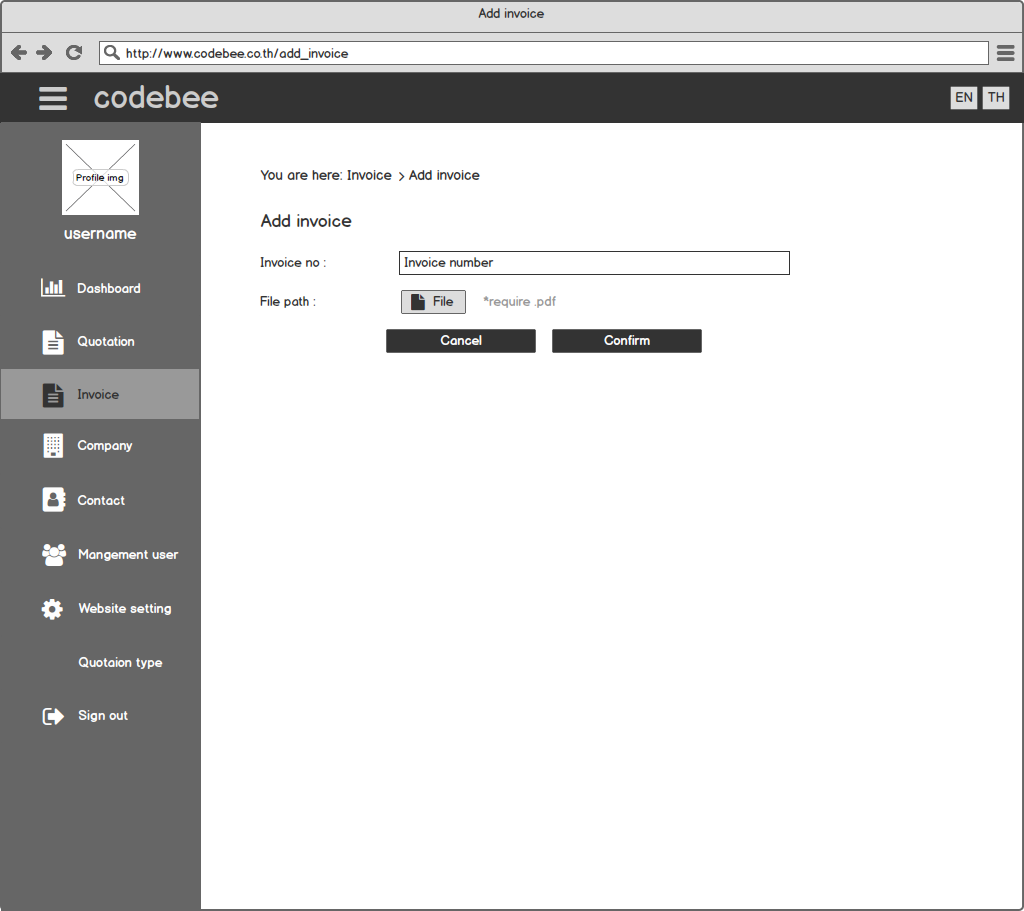 Add invoice
http://www.codebee.co.th/add_invoice
codebee
EN TH
Profile img
username
Dashboard
Quotation
Invoice
Company
Contact
Mangement user
Website setting
Quotaion type
Sign out
You are here: Invoice > Add invoice
Add invoice
Invoice no : Invoice number
File path : File *require .pdf
Cancel Confirm